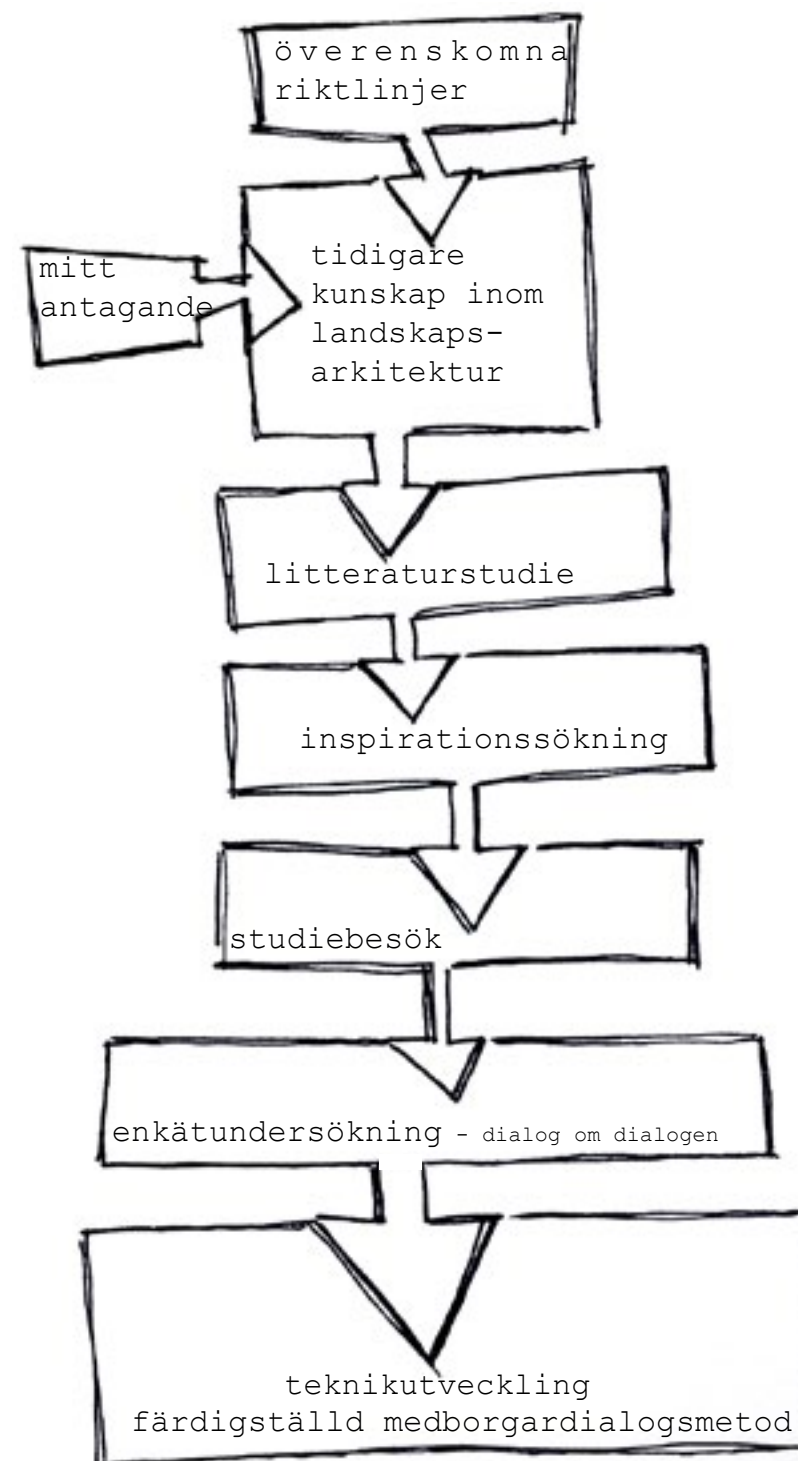 överenskomna
riktlinjer
mitt
antagande
tidigare
kunskap inom
landskaps-
arkitektur
litteraturstudie
inspirationssökning
studiebesök
enkätundersökning - dialog om dialogen
teknikutveckling
färdigställd medborgardialogsmetod